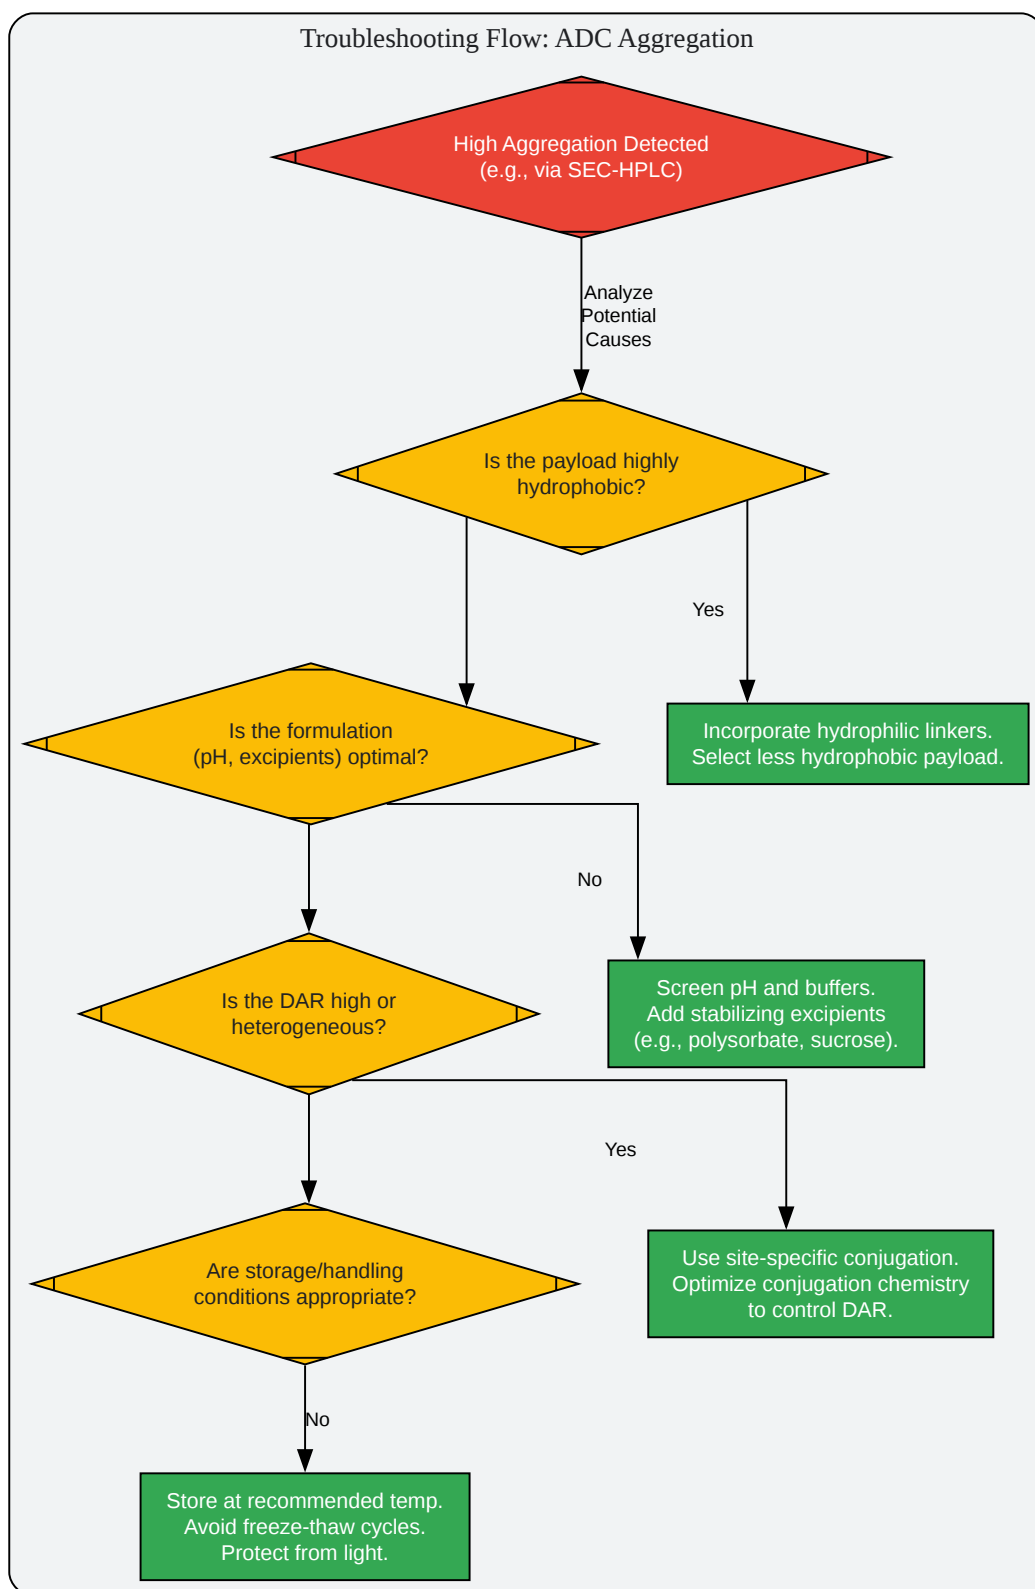 Troubleshooting Flow: ADC Aggregation
High Aggregation Detected
(e.g., via SEC-HPLC)
Analyze
Potential
Causes
Is the payload highly
hydrophobic?
Yes
Is the formulation
(pH, excipients) optimal?
Incorporate hydrophilic linkers.
Select less hydrophobic payload.
No
Is the DAR high or
heterogeneous?
Screen pH and buffers.
Add stabilizing excipients
(e.g., polysorbate, sucrose).
Yes
Are storage/handling
conditions appropriate?
Use site-specific conjugation.
Optimize conjugation chemistry
to control DAR.
No
Store at recommended temp.
Avoid freeze-thaw cycles.
Protect from light.